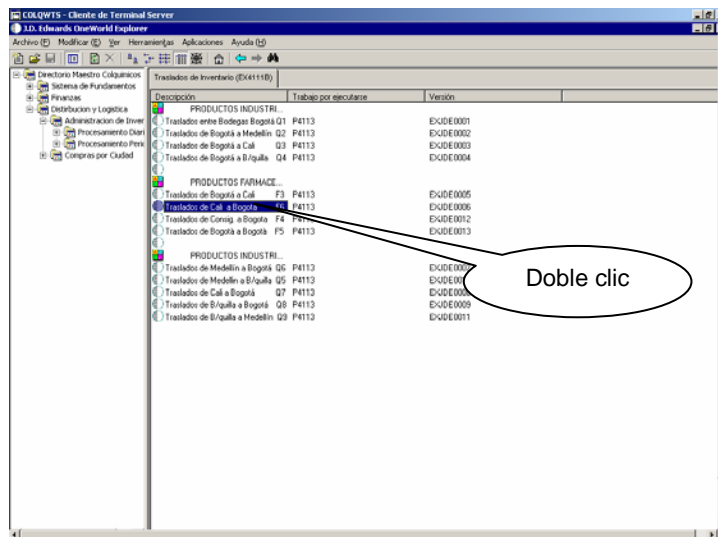 COLQWTS - Cliente de Terminal Server
J.D. Edwards OneWorld Explorer
Archivo (F) Modificar (E) Ver Herramientas Aplicaciones Ayuda (H)
Directorio Maestro Colquimicos
Sistema de Fundamentos
Finanzas
Distribucion y Logistica
Administracion de Inver
Procesamiento Diari
Procesamiento Perio
Compras por Ciudad
Traslados de Inventario (EX4111B)
Descripción Trabajo por ejecutarse Versión
PRODUCTOS INDUSTRI...
Traslados entre Bodegas Bogotá Q1 P4113 EXJDE0001
Traslados de Bogotá a Medellín Q2 P4113 EXJDE0002
Traslados de Bogotá a Cali Q3 P4113 EXJDE0003
Traslados de Bogotá a B/quilla Q4 P4113 EXJDE0004
PRODUCTOS FARMACE...
Traslados de Bogotá a Cali F3 P4113 EXJDE0005
Traslados de Cali a Bogota F6 P4113 EXJDE0006
Traslados de Consig. a Bogota F4 P4113 EXJDE0012
Traslados de Bogotá a Bogotá F5 P4113 EXJDE0013
PRODUCTOS INDUSTRI...
Traslados de Medellín a Bogotá Q6 P4113
Traslados de Medellin a B/quilla Q5 P4113
Traslados de Cali a Bogotá Q7 P4113
Traslados de B/quilla a Bogotá Q8 P4113 EXJDE0009
Traslados de B/quilla a Medellin Q9 P4113 EXJDE0011
Doble clic